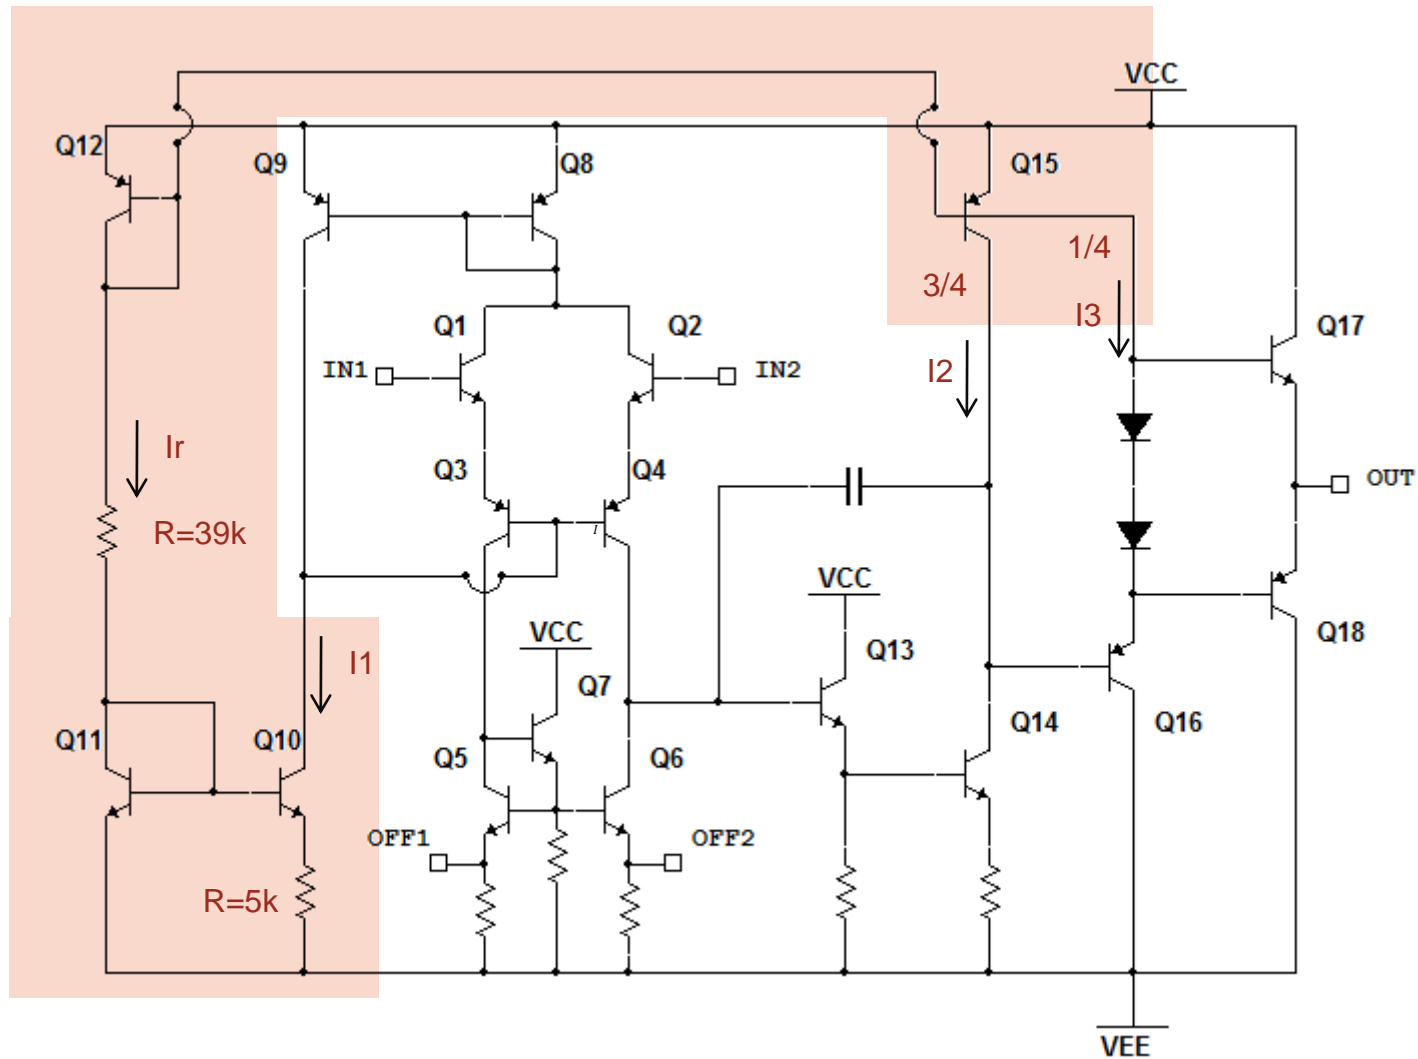 VCC
Q12
Q9
Q8
Q15
1/4
3/4
I3
Q1
Q2
Q17
IN1
IN2
I2
Ir
Q3
Q4
OUT
R=39k
I
VCC
VCC
Q13
Q18
I1
Q7
Q11
Q10
Q5
Q6
Q14
Q16
OFF1
OFF2
R=5k
VEE